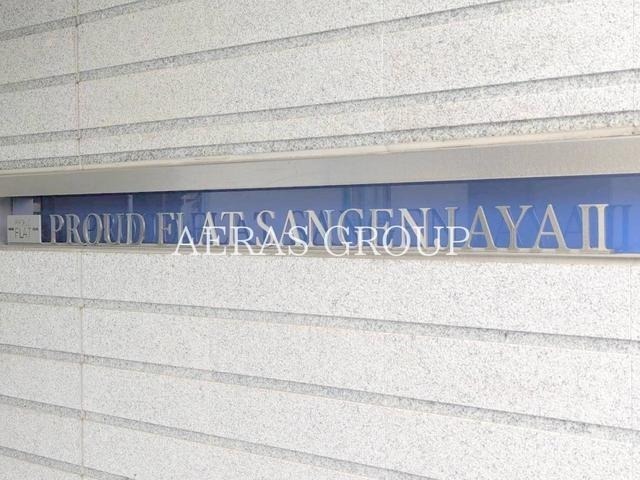 PROUD FLAT SANGENJAYA II
FLAT
AERAS GROUP